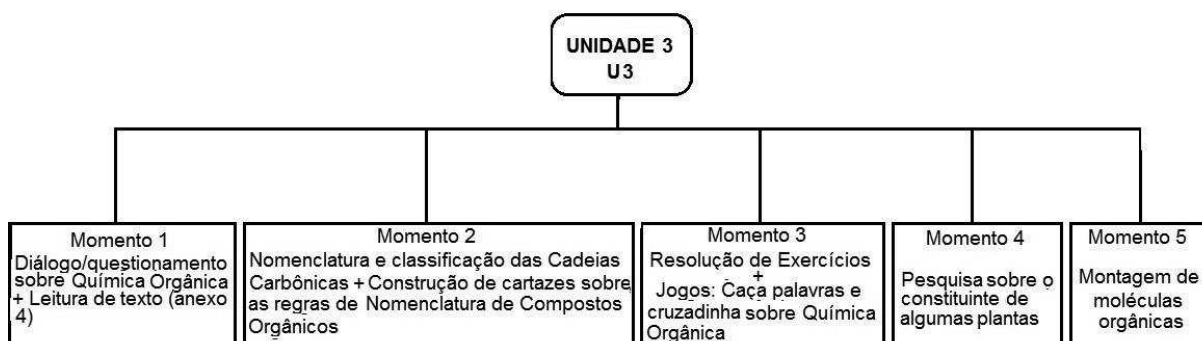 UNIDADE 3
U3
Momento 1
Diálogo/questionamento
sobre Química Orgânica
+ Leitura de texto (anexo
4)
Momento 2
Nomenclatura e classificação das Cadeias
Carbônicas + Construção de cartazes sobre
as regras de Nomenclatura de Compostos
Orgânicos
Momento 3
Resolução de Exercícios
+
Jogos: Caça palavras e
cruzadinha sobre Química
Orgânica
Momento 4
Pesquisa sobre o
constituinte de
algumas plantas
Momento 5
Montagem de
moléculas
orgânicas